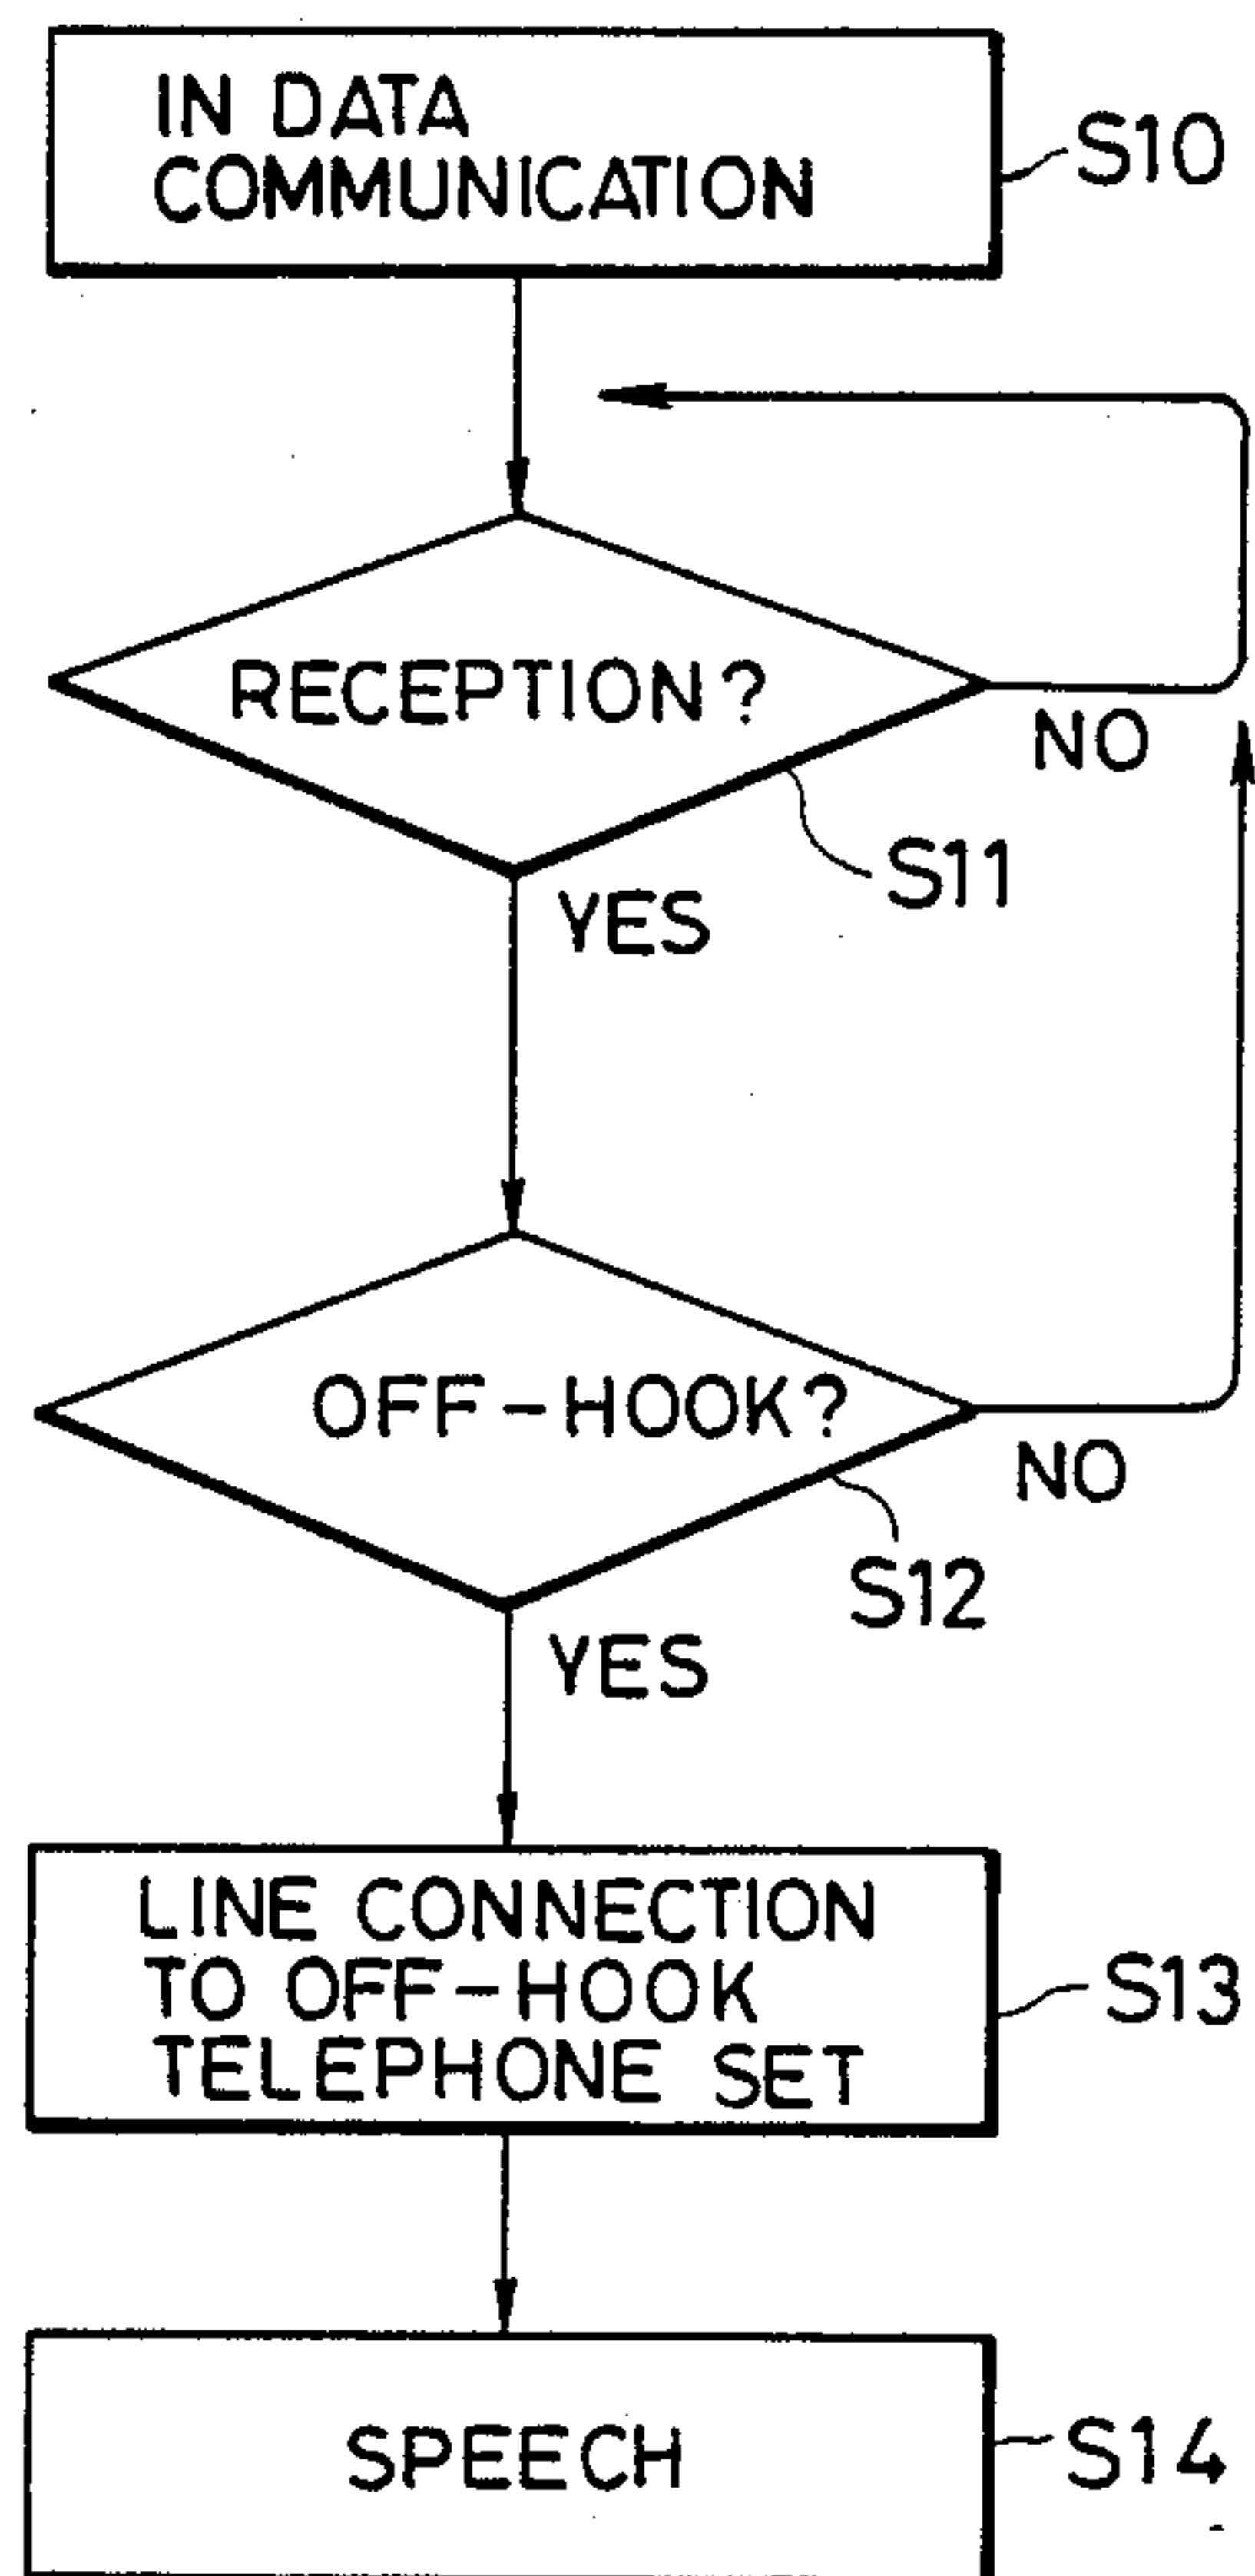 IN DATA
COMMUNICATION
S10
RECEPTION?
NO
S11
YES
OFF-HOOK?
NO
S12
YES
LINE CONNECTION
TO OFF-HOOK
TELEPHONE SET
S13
SPEECH
S14